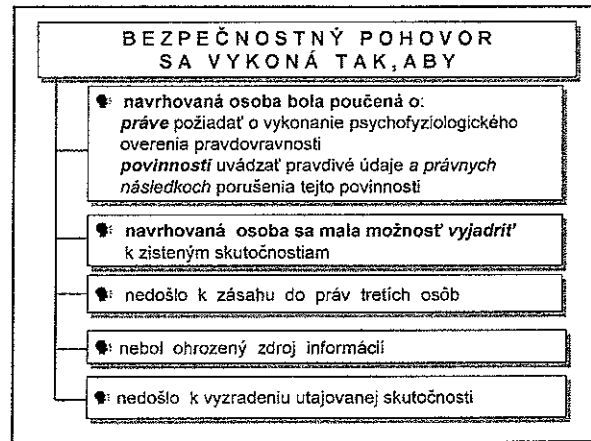 BEZPEČNOSTNÝ POHOVOR
SA VYKONÁ TAK, ABY
navrhovaná osoba bola poučená o:
práve požiadať o vykonanie psychofyziologického
overenia pravdovravnosti
povinnosti uvádzať pravdivé údaje a právnych
následkoch porušenia tejto povinnosti
navrhovaná osoba sa mala možnosť vyjadriť
k zisteným skutočnostiam
nedošlo k zásahu do práv tretích osôb
nebol ohrozený zdroj informácií
nedošlo k vyzradeniu utajovanej skutočnosti